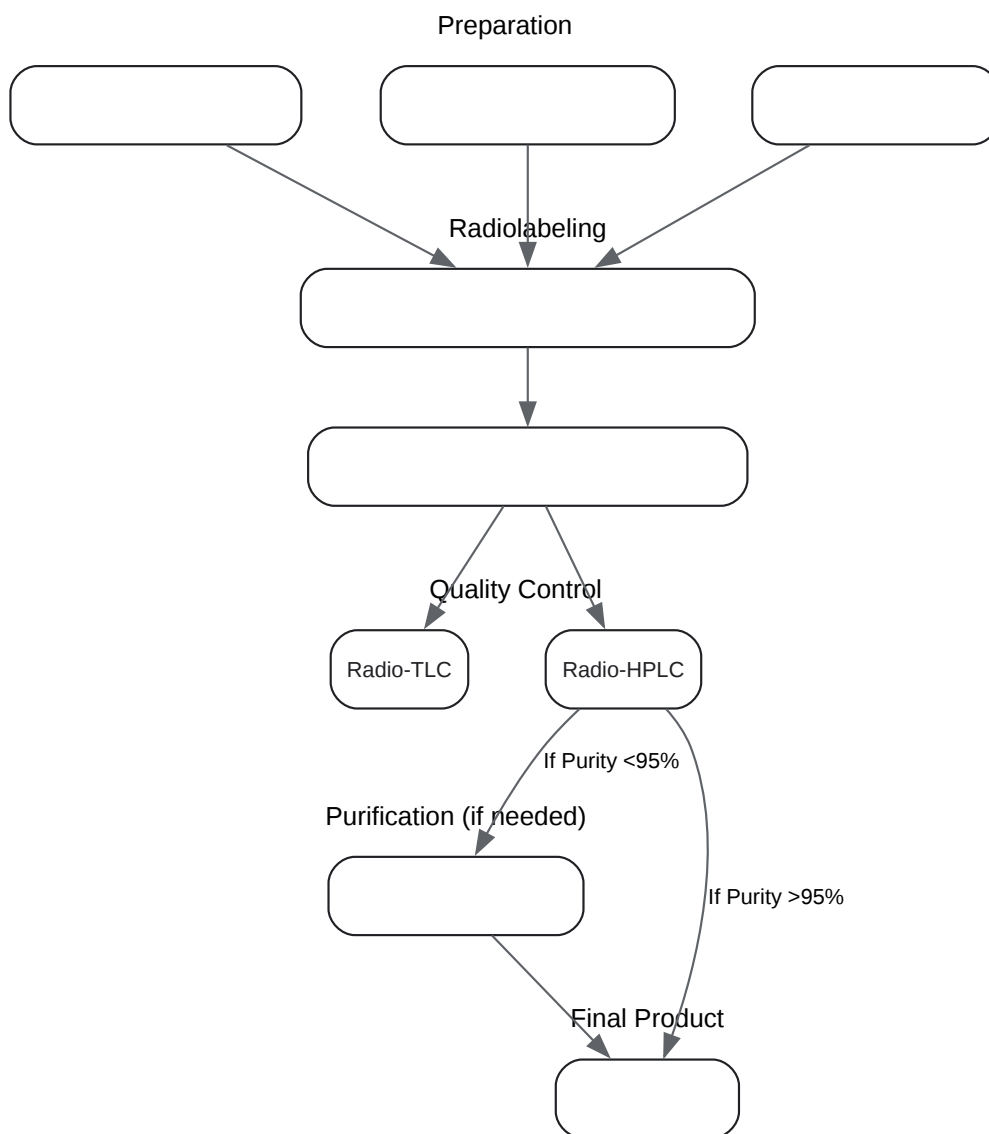 Preparation
Radiolabeling
Quality Control
Radio-TLC
Radio-HPLC
If Purity <95%
Purification (if needed)
If Purity >95%
Final Product